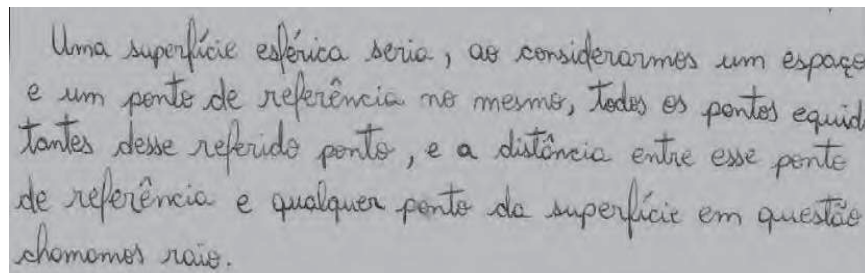 Uma superfície esférica seria, ao considerarmos um espaço
e um ponto de referência no mesmo, todos os pontos equid
tantes desse referido ponto, e a distância entre esse ponto
de referência e qualquer ponto da superfície em questão
chamamos raio.